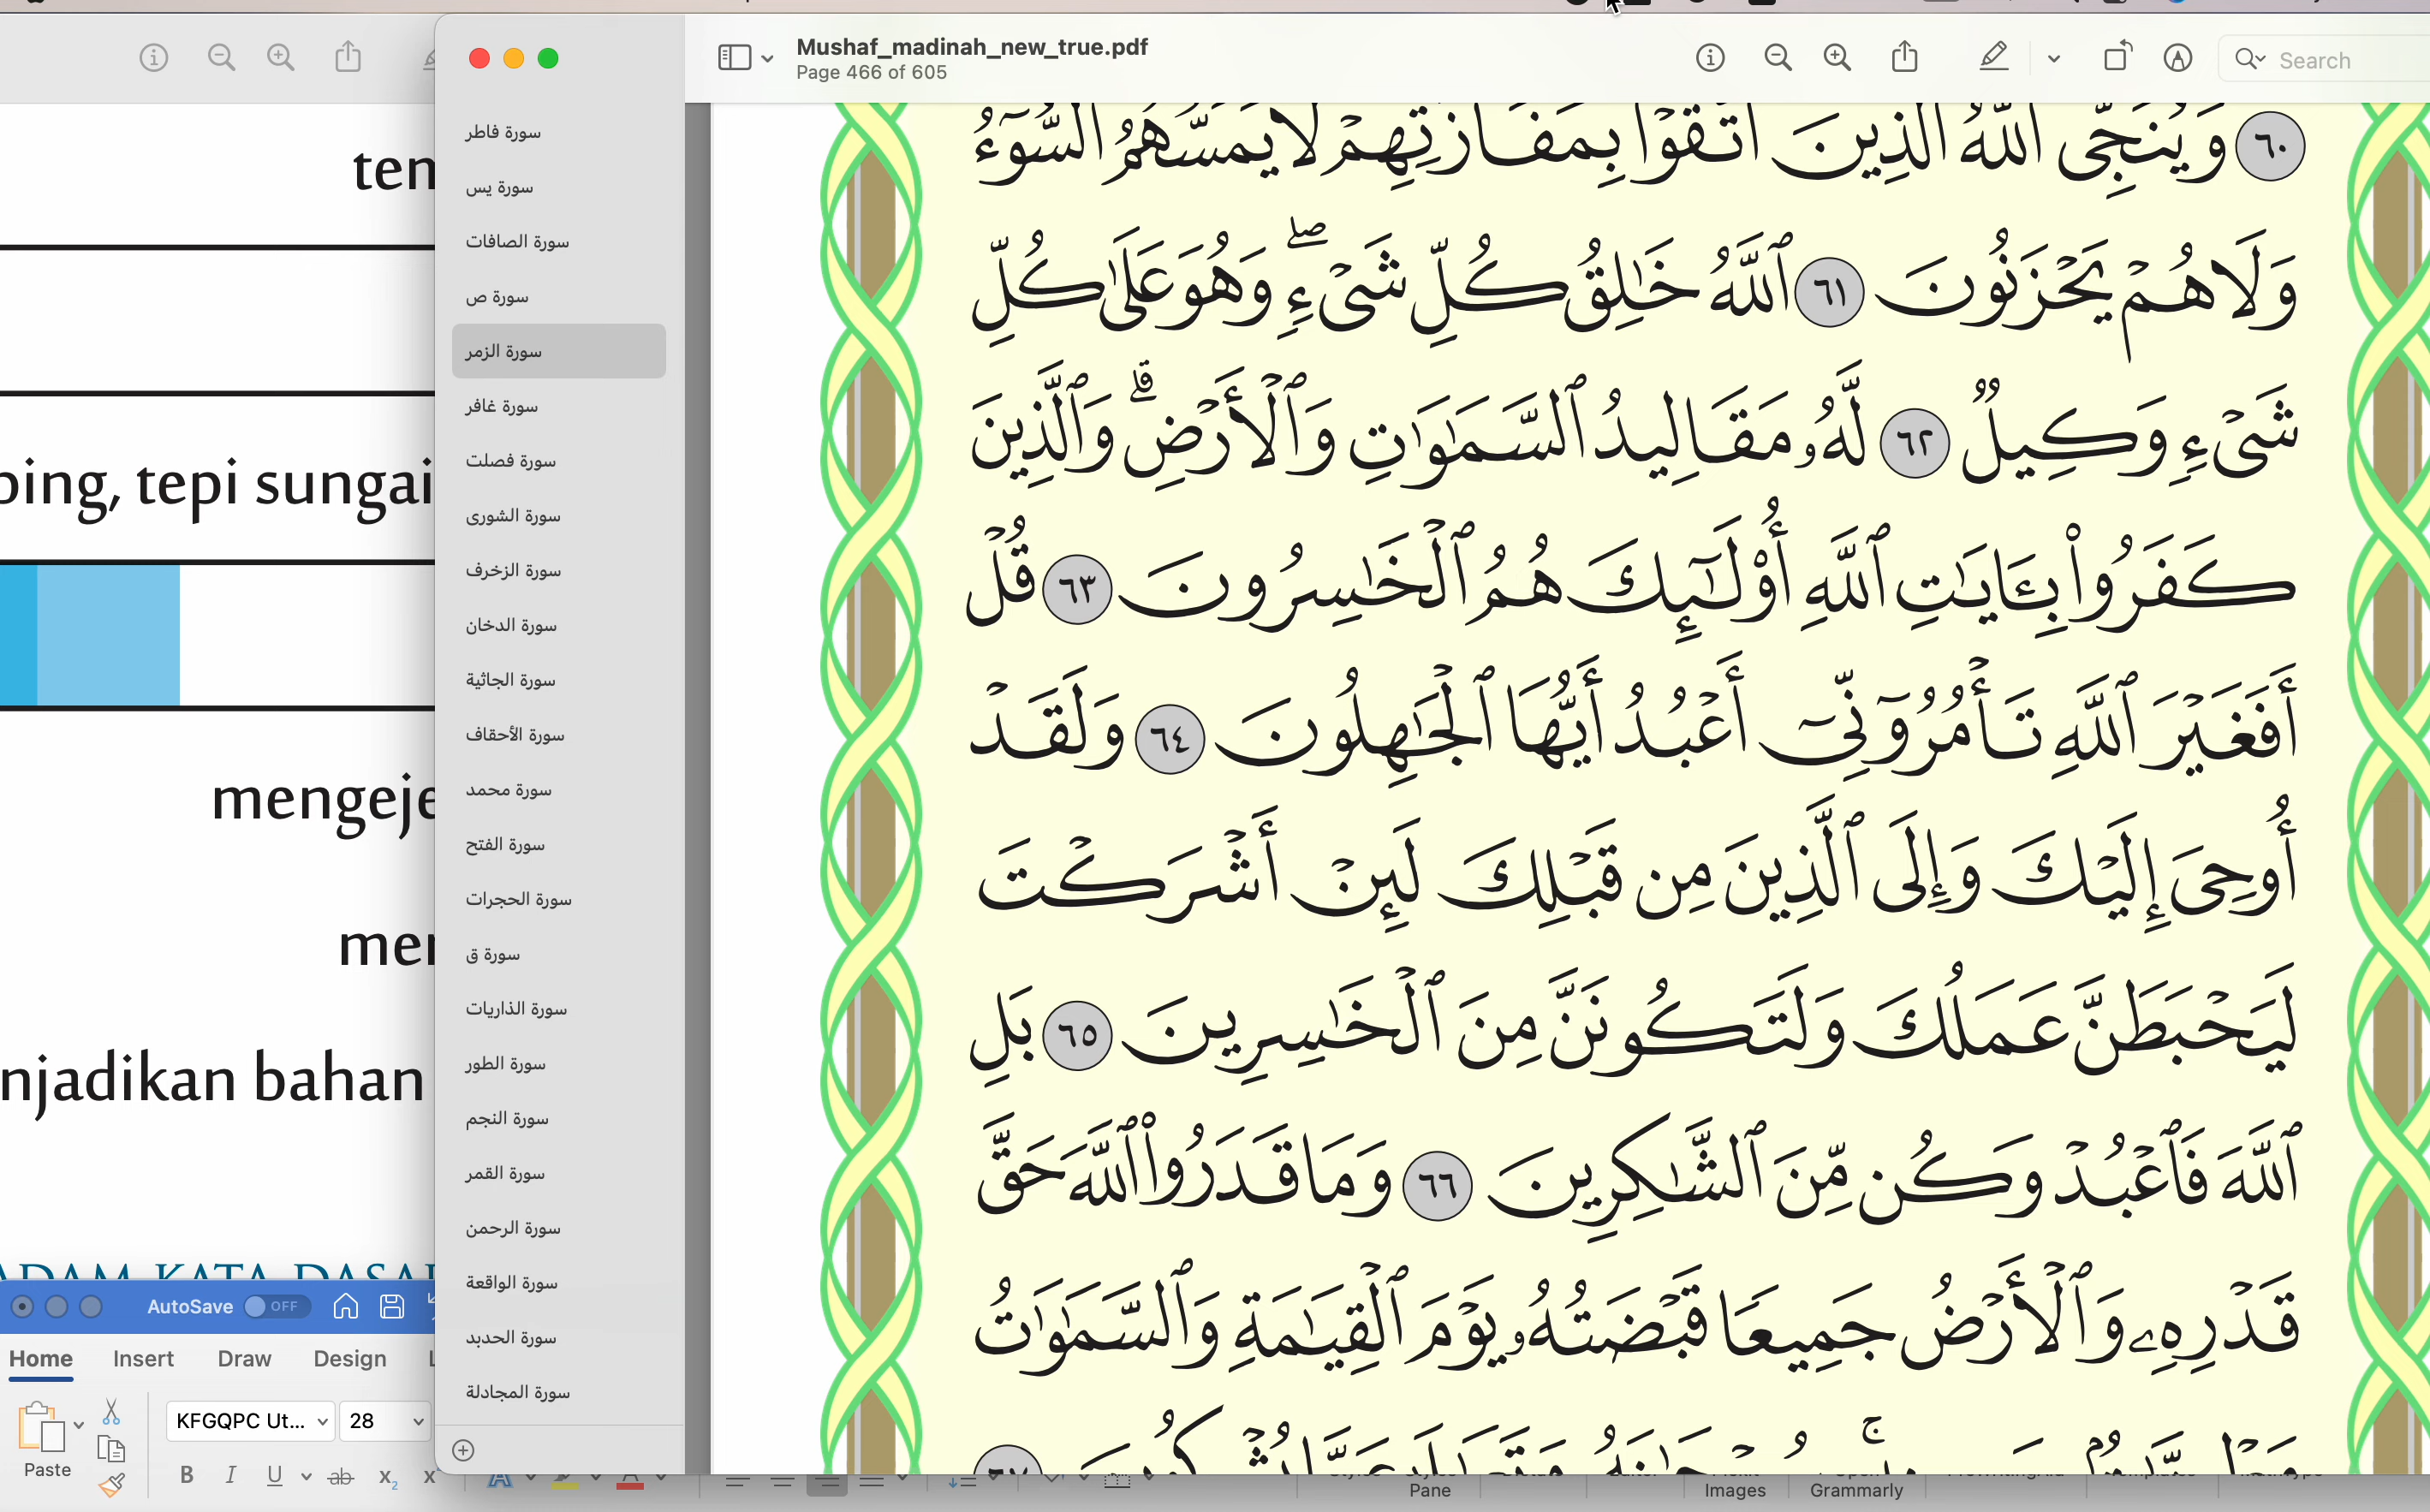 Mushaf_madinah_new_true.pdf
Page 466 of 605
Search
سورة فاطر
سورة يس
سورة الصافات
سورة ص
سورة الزمر
سورة غافر
سورة فصلت
سورة الشورى
سورة الزخرف
سورة الدخان
سورة الجاثية
سورة الأحقاف
سورة محمد
سورة الفتح
سورة الحجرات
سورة ق
سورة الذاريات
سورة الطور
سورة النجم
سورة القمر
سورة الرحمن
سورة الواقعة
سورة الحديد
سورة المجادلة
٦٠ وَيُنَجِّى ٱللَّهُ ٱلَّذِينَ ٱتَّقَوْا۟ بِمَفَازَتِهِمْ لَا يَمَسُّهُمُ ٱلسُّوٓءُ
وَلَا هُمْ يَحْزَنُونَ ٦١ ٱللَّهُ خَـٰلِقُ كُلِّ شَىْءٍ ۖ وَهُوَ عَلَىٰ كُلِّ
شَىْءٍ وَكِيلٌ ٦٢ لَّهُۥ مَقَالِيدُ ٱلسَّمَـٰوَٰتِ وَٱلْأَرْضِ ۗ وَٱلَّذِينَ
كَفَرُوا۟ بِـَٔايَـٰتِ ٱللَّهِ أُو۟لَـٰٓئِكَ هُمُ ٱلْخَـٰسِرُونَ ٦٣ قُلْ
أَفَغَيْرَ ٱللَّهِ تَأْمُرُوٓنِّىٓ أَعْبُدُ أَيُّهَا ٱلْجَـٰهِلُونَ ٦٤ وَلَقَدْ
أُوحِىَ إِلَيْكَ وَإِلَى ٱلَّذِينَ مِن قَبْلِكَ لَئِنْ أَشْرَكْتَ
لَيَحْبَطَنَّ عَمَلُكَ وَلَتَكُونَنَّ مِنَ ٱلْخَـٰسِرِينَ ٦٥ بَلِ
ٱللَّهَ فَٱعْبُدْ وَكُن مِّنَ ٱلشَّـٰكِرِينَ ٦٦ وَمَا قَدَرُوا۟ ٱللَّهَ حَقَّ
قَدْرِهِۦ وَٱلْأَرْضُ جَمِيعًا قَبْضَتُهُۥ يَوْمَ ٱلْقِيَـٰمَةِ وَٱلسَّمَـٰوَٰتُ
ten
ping, tepi sungai
mengeje
men
njadikan bahan
ADAM KATA DASAR
AutoSave OFF
Home Insert Draw Design
KFGQPC Ut... 28
Paste
B I U ab x₂
Pane Images Grammarly